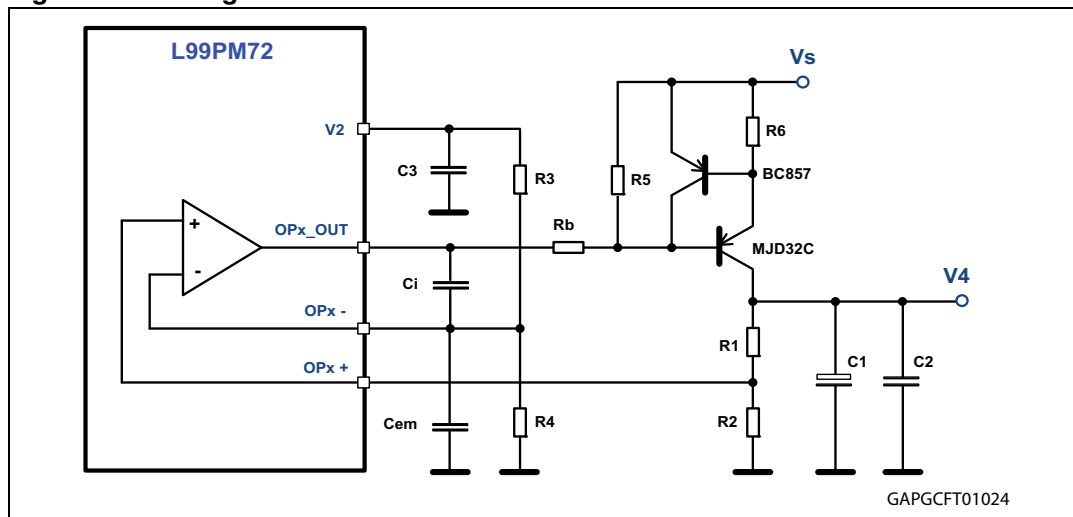 L99PM72
Vs
V2
R6
C3
R3
R5
BC857
OPx_OUT
Rb
MJD32C
+
-
V4
Ci
OPx -
R1
C1
C2
OPx +
Cem
R4
R2
GAPGCFT01024